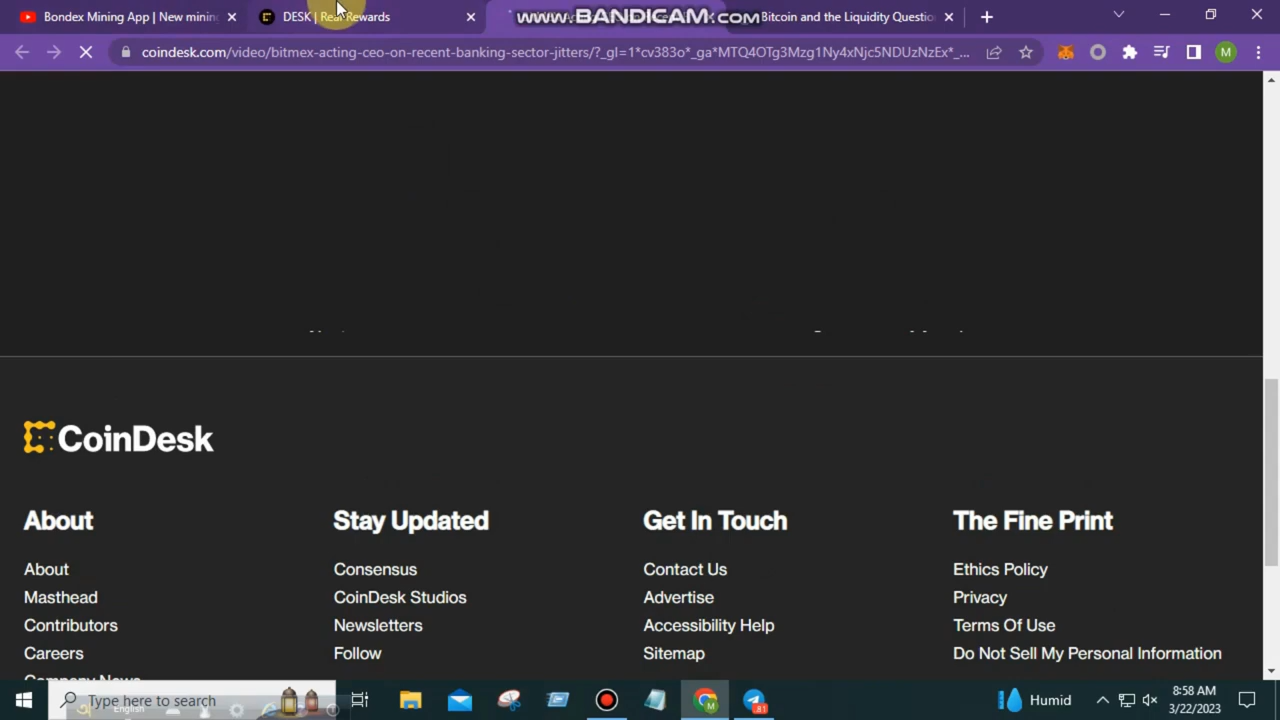 Bondex Mining App | New minin
DESK | Real Rewards
www.BANDICAM.com
Bitcoin and the Liquidity Questio
coindesk.com/video/bitmex-acting-ceo-on-recent-banking-sector-jitters/?_gl=1*cv383o*_ga*MTQ4OTg3Mzg1Ny4xNjc5NDUzNzEx*_...
M
CoinDesk
About
Stay Updated
Get In Touch
The Fine Print
About
Consensus
Contact Us
Ethics Policy
Masthead
CoinDesk Studios
Advertise
Privacy
Contributors
Newsletters
Accessibility Help
Terms Of Use
Careers
Follow
Sitemap
Do Not Sell My Personal Information
Company News
Type here to search
English
81
Humid
8:58 AM
3/22/2023